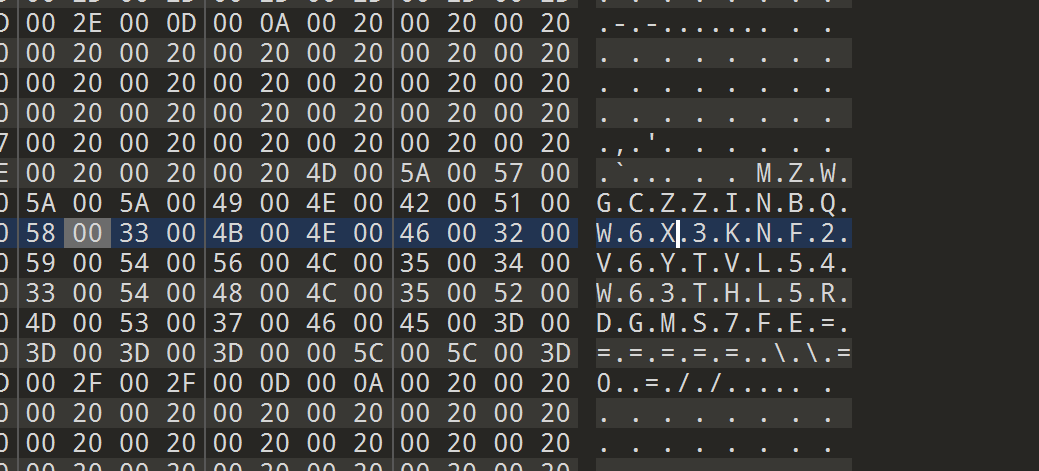 00 2E 00 0D 00 0A 00 20 00 20 00 20 .-.-....... . .
00 20 00 20 00 20 00 20 00 20 00 20 . . . . . . . .
00 20 00 20 00 20 00 20 00 20 00 20 . . . . . . . .
00 20 00 20 00 20 00 20 00 20 00 20 . . . . . . . .
00 20 00 20 00 20 00 20 00 20 00 20 .,.'. . . . . .
00 20 00 20 00 20 4D 00 5A 00 57 00 .`... . . M.Z.W.
5A 00 5A 00 49 00 4E 00 42 00 51 00 G.C.Z.Z.I.N.B.Q.
58 00 33 00 4B 00 4E 00 46 00 32 00 W.6.X.3.K.N.F.2.
59 00 54 00 56 00 4C 00 35 00 34 00 V.6.Y.T.V.L.5.4.
33 00 54 00 48 00 4C 00 35 00 52 00 W.6.3.T.H.L.5.R.
4D 00 53 00 37 00 46 00 45 00 3D 00 D.G.M.S.7.F.E.=.
3D 00 3D 00 3D 00 00 5C 00 5C 00 3D =.=.=.=.=..\.\.=
00 2F 00 2F 00 0D 00 0A 00 20 00 20 O..=././..... .
00 20 00 20 00 20 00 20 00 20 00 20 . . . . . . . .
00 20 00 20 00 20 00 20 00 20 00 20 . . . . . . . .